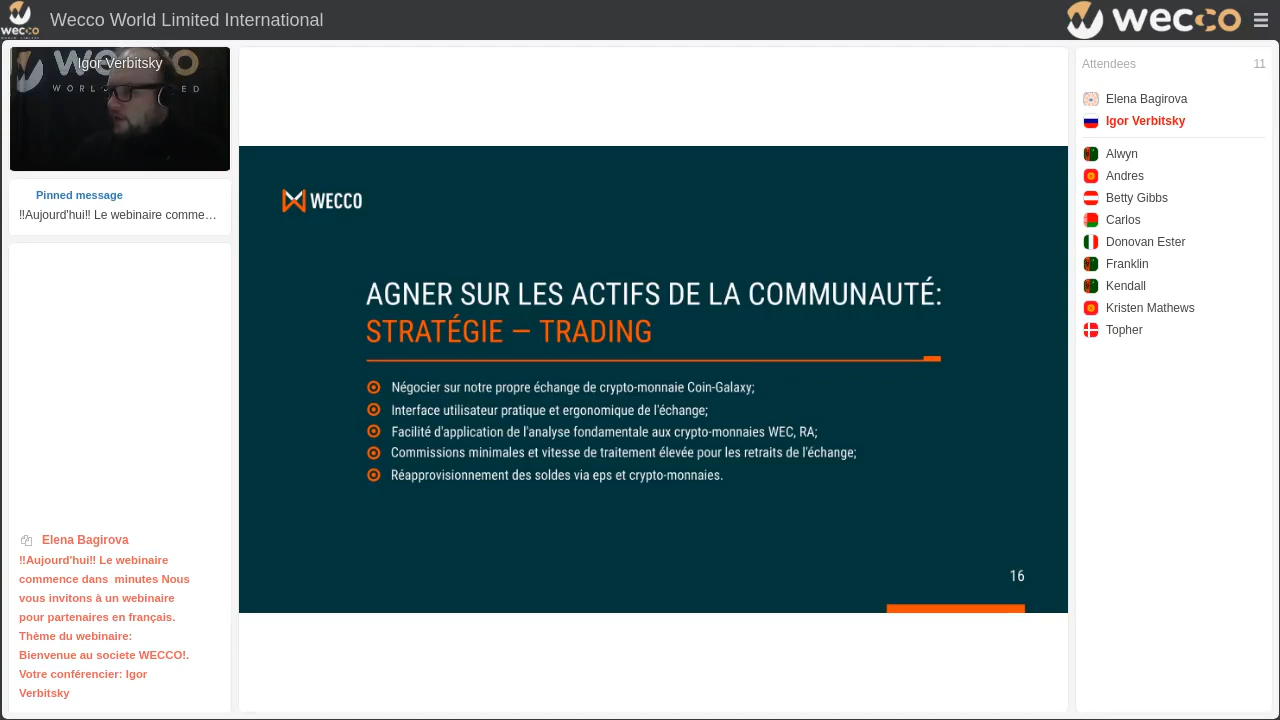 wecco
Wecco World Limited International
wecco
Igor Verbitsky
Pinned message
‼Aujourd'hui‼ Le webinaire comme…
Elena Bagirova
‼Aujourd'hui‼ Le webinaire
commence dans  minutes Nous
vous invitons à un webinaire
pour partenaires en français.
Thème du webinaire:
Bienvenue au societe WECCO!.
Votre conférencier: Igor
Verbitsky
WECCO
AGNER SUR LES ACTIFS DE LA COMMUNAUTÉ:
STRATÉGIE – TRADING
Négocier sur notre propre échange de crypto-monnaie Coin-Galaxy;
Interface utilisateur pratique et ergonomique de l'échange;
Facilité d'application de l'analyse fondamentale aux crypto-monnaies WEC, RA;
Commissions minimales et vitesse de traitement élevée pour les retraits de l'échange;
Réapprovisionnement des soldes via eps et crypto-monnaies.
16
Attendees 11
Elena Bagirova
Igor Verbitsky
Alwyn
Andres
Betty Gibbs
Carlos
Donovan Ester
Franklin
Kendall
Kristen Mathews
Topher